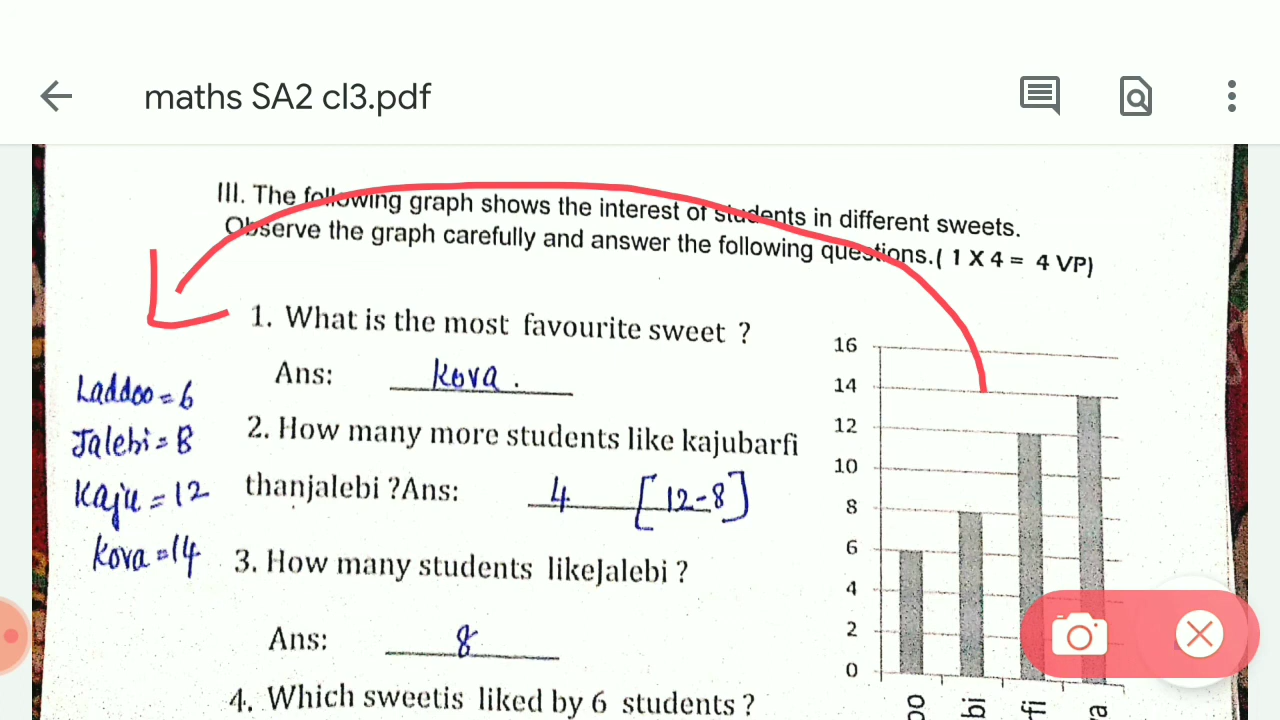 maths SA2 cl3.pdf
III. The following graph shows the interest of students in different sweets.
Observe the graph carefully and answer the following questions.( 1 X 4 = 4 VP)
1. What is the most favourite sweet ?
Ans: Kova.
2. How many more students like kajubarfi
thanjalebi ?Ans: 4 [12-8]
3. How many students likeJalebi ?
Ans: 8
4. Which sweetis liked by 6 students ?
Laddoo = 6
Jalebi = 8
Kaju = 12
Kova = 14
16
14
12
10
8
6
4
2
0
oo
bi
rfi
va